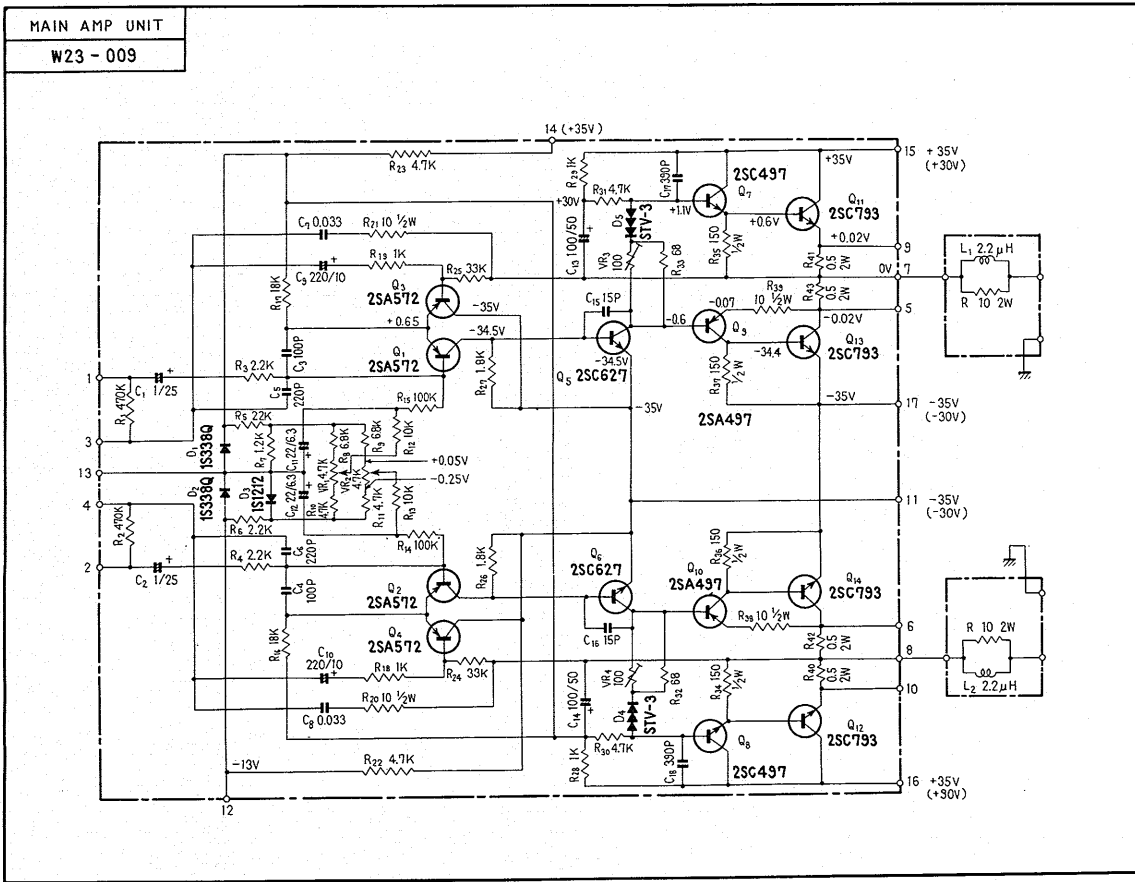 MAIN AMP UNIT
W23-009
14 (+35V)
R23 4.7K
15 +35V
(+30V)
R29 1K
C17 390P
2SC497
Q7
+35V
R31 4.7K
+30V
+1.1V
D5
STV-3
Q11
2SC793
+0.6V
C7 0.033
R21 10 ½W
R19 1K
C9 220/10
R25 33K
C13 100/50
VR3
100
R33 68
R35 150
½W
+0.02V
9
R41
0.5
2W
0V 7
L1 2.2μH
R 10 2W
R17 18K
Q3
2SA572
-35V
C15 15P
R39
10 ½W
R43
0.5
2W
5
+0.65
-34.5V
-0.6
-0.07
Q9
-0.02V
Q13
2SC793
C3 100P
Q1
2SA572
R27 1.8K
-34.5V
Q5
2SC627
-34.4
R37 150
½W
1
C1 1/25
+
R3 2.2K
C5
220P
R1 470K
R15 100K
2SA497
-35V
-35V
17 -35V
(-30V)
3
R5 22K
D1
1S338Q
R7 1.2K
C11 22/6.3
R8 6.8K
R9 6.8K
R12
10K
13
VR1 4.7K
VR2
4.7K
+0.05V
-0.25V
D2
1S338Q
D3
1S1212
C12 22/6.3
R10
4.7K
R11 4.7K
R13 10K
4
11 -35V
(-30V)
R2 470K
R6 2.2K
R14
100K
C6
220P
R4 2.2K
2
C2 1/25
+
C4
100P
Q2
2SA572
R26 1.8K
Q6
2SC627
Q10
2SA497
R36 150
½W
Q14
2SC793
R38 10 ½W
6
R16 18K
Q4
2SA572
C16 15P
R42
0.5
2W
R 10 2W
C10
220/10
R18 1K
R24
33K
8
L2 2.2μH
C8 0.033
R20 10 ½W
C14 100/50
VR4
100
R32 68
R34 150
½W
R40
0.5
2W
10
D4
STV-3
R30 4.7K
Q8
2SC497
Q12
2SC793
-13V
R22 4.7K
R28 1K
C18 390P
16 +35V
(+30V)
12